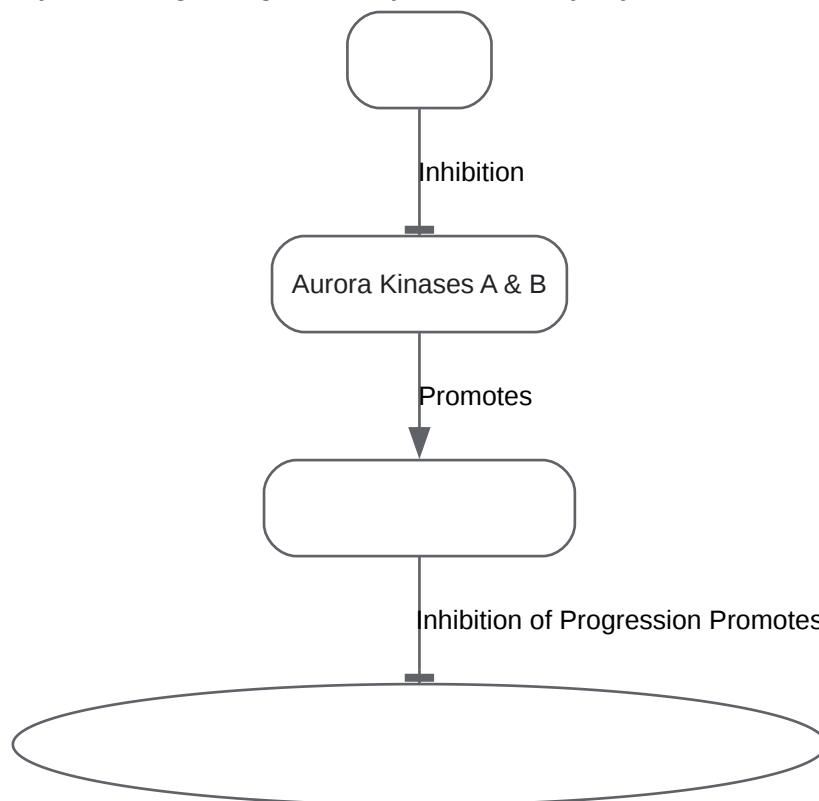 Inhibition
Aurora Kinases A & B
Promotes
Inhibition of Progression Promotes